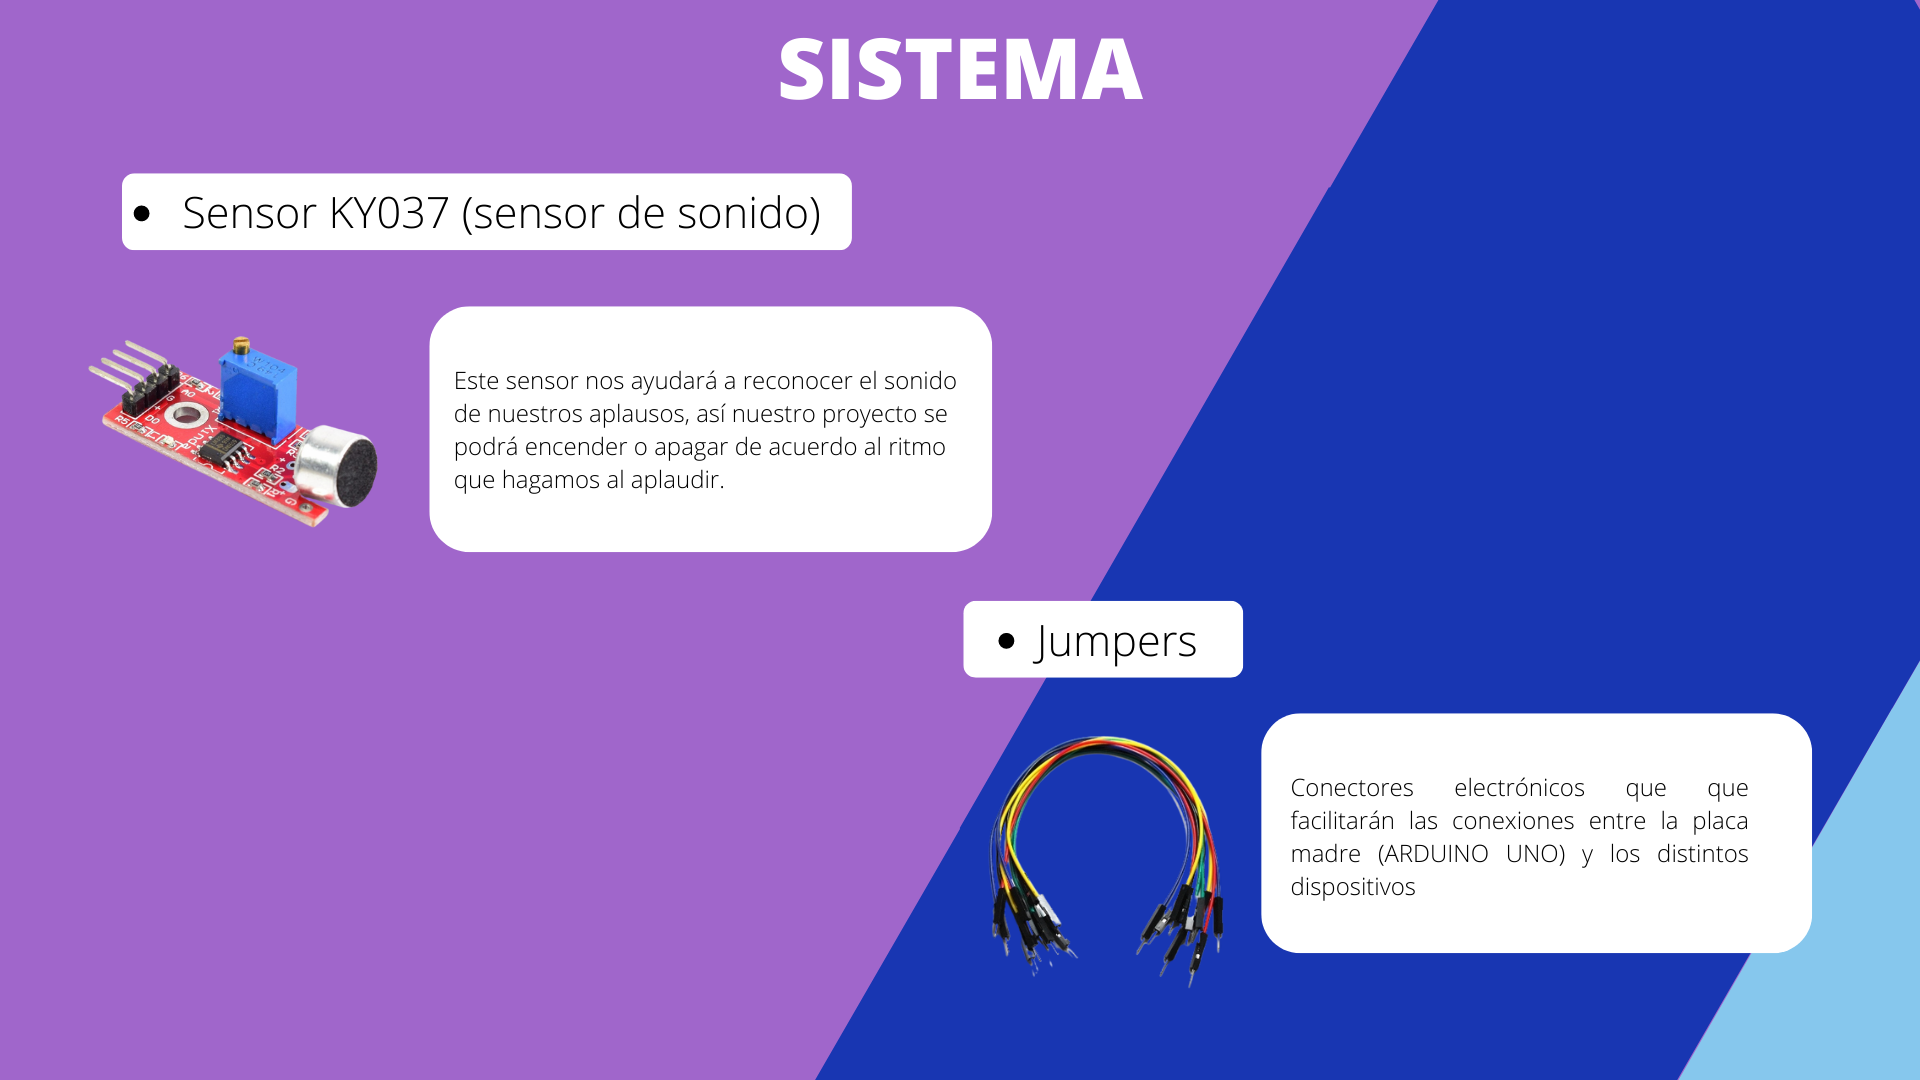 SISTEMA
• Sensor KY037 (sensor de sonido)
Este sensor nos ayudará a reconocer el sonido
de nuestros aplausos, así nuestro proyecto se
podrá encender o apagar de acuerdo al ritmo
que hagamos al aplaudir.
• Jumpers
Conectores electrónicos que que
facilitarán las conexiones entre la placa
madre (ARDUINO UNO) y los distintos
dispositivos